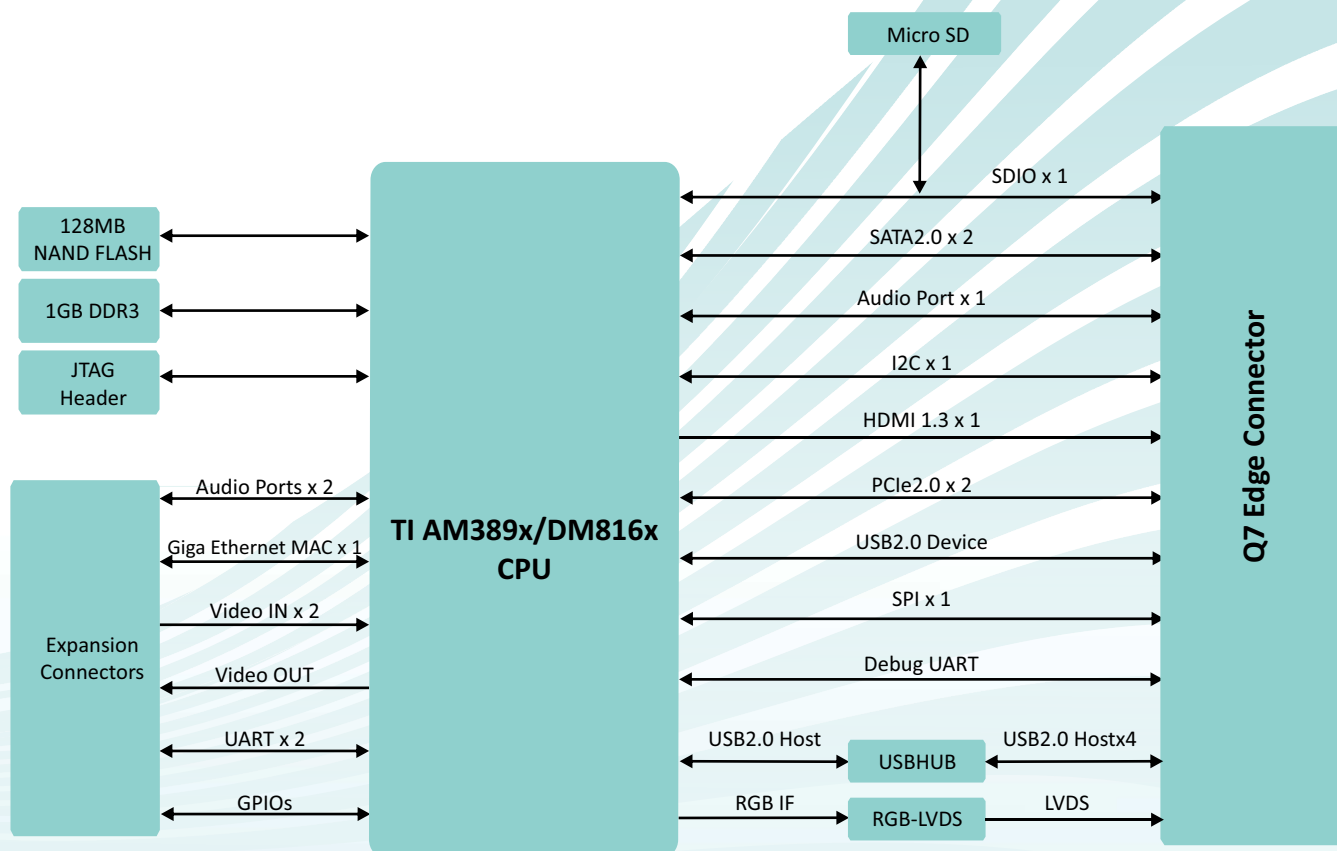 Micro SD
SDIO x 1
128MB
NAND FLASH
SATA2.0 x 2
1GB DDR3
Audio Port x 1
JTAG
Header
I2C x 1
HDMI 1.3 x 1
Audio Ports x 2
PCIe2.0 x 2
TI AM389x/DM816x
CPU
Q7 Edge Connector
Giga Ethernet MAC x 1
USB2.0 Device
Video IN x 2
SPI x 1
Expansion
Connectors
Video OUT
Debug UART
UART x 2
USB2.0 Host
USBHUB
USB2.0 Hostx4
GPIOs
RGB IF
RGB-LVDS
LVDS